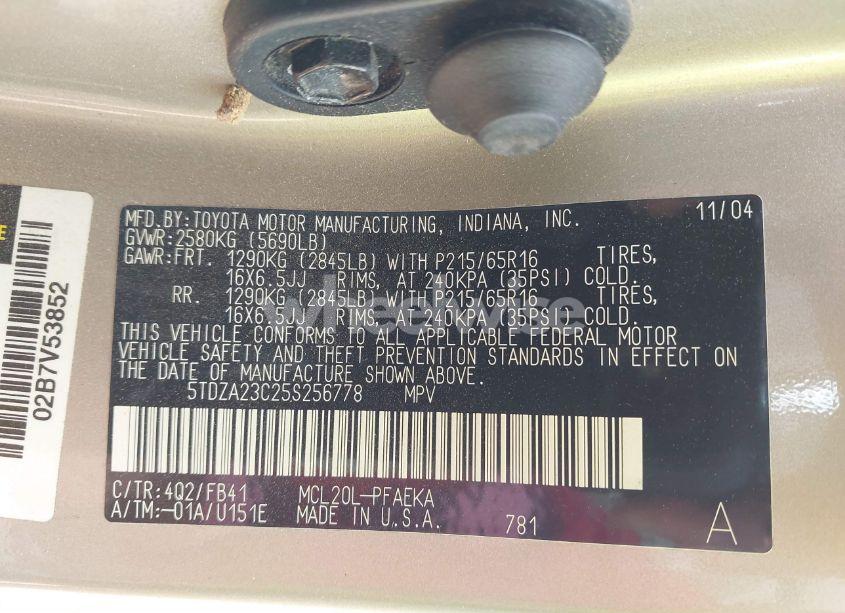 MFD.BY:TOYOTA MOTOR MANUFACTURING, INDIANA, INC. 11/04
GVWR:2580KG (5690LB)
GAWR:FRT. 1290KG (2845LB) WITH P215/65R16 TIRES,
16X6.5JJ RIMS, AT 240KPA (35PSI) COLD.
RR. 1290KG (2845LB) WITH P215/65R16 TIRES,
16X6.5JJ RIMS, AT 240KPA (35PSI) COLD.
THIS VEHICLE CONFORMS TO ALL APPLICABLE FEDERAL MOTOR
VEHICLE SAFETY AND THEFT PREVENTION STANDARDS IN EFFECT ON
THE DATE OF MANUFACTURE SHOWN ABOVE.
5TDZA23C25S256778 MPV
C/TR:4Q2/FB41 MCL20L-PFAEKA
A/TM:-01A/U151E MADE IN U.S.A. 781 A
02B7V53852
wheelwise